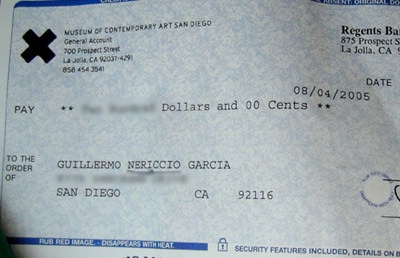 MUSEUM OF CONTEMPORARY ART SAN DIEGO
General Account
700 Prospect Street
La Jolla, CA 92037-4291
858 454 3541
Regents Ba
875 Prospect S
La Jolla, CA 9
DATE
08/04/2005
PAY ** Dollars and 00 Cents **
TO THE
ORDER
OF
GUILLERMO NERICCIO GARCIA
SAN DIEGO CA 92116
RUB RED IMAGE - DISAPPEARS WITH HEAT.
SECURITY FEATURES INCLUDED, DETAILS ON B